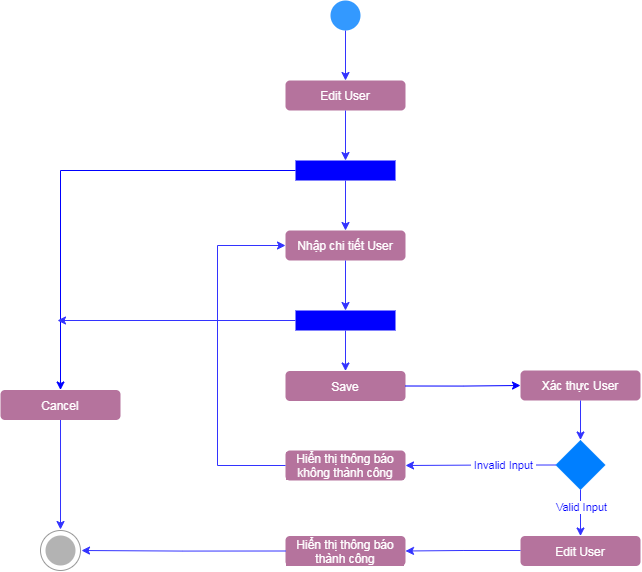 Edit User
Nhập chi tiết User
Save
Xác thực User
Cancel
Hiển thị thông báo
không thành công
Invalid Input
Valid Input
Hiển thị thông báo
thành công
Edit User